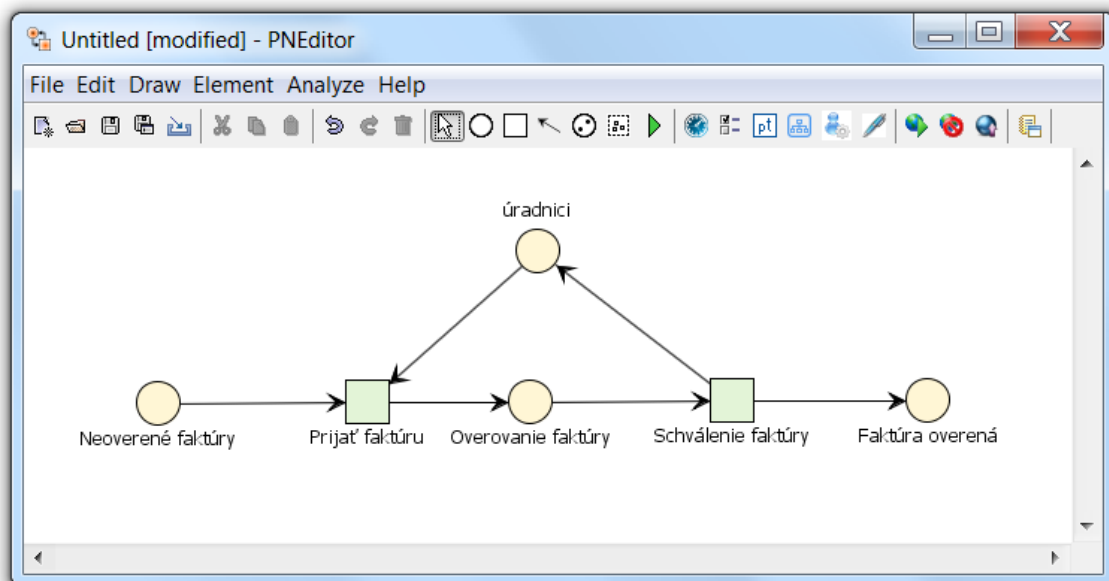 Untitled [modified] - PNEditor
File Edit Draw Element Analyze Help
pt
úradnici
Neoverené faktúry Prijať faktúru Overovanie faktúry Schválenie faktúry Faktúra overená